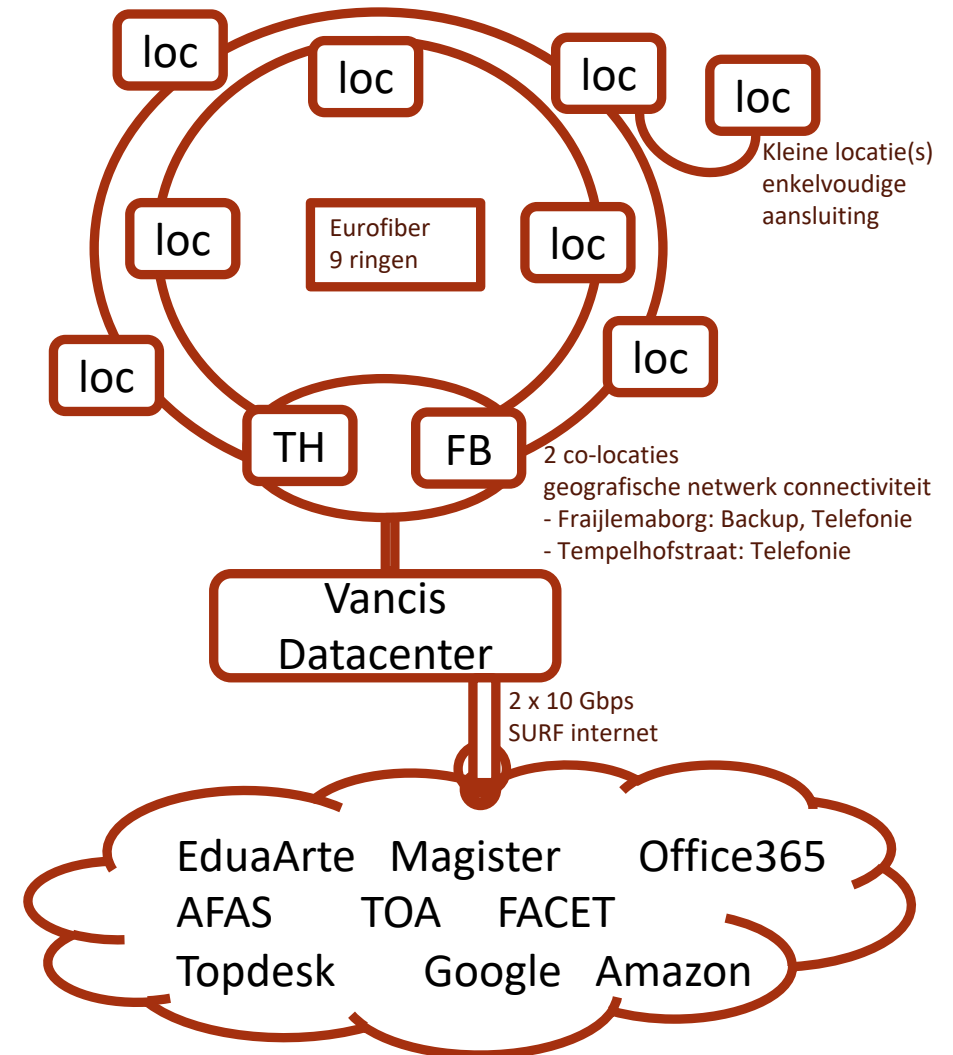 loc
loc
loc
loc
Kleine locatie(s)
enkelvoudige
aansluiting
loc
Eurofiber
9 ringen
loc
loc
loc
TH
FB
2 co-locaties
geografische netwerk connectiviteit
- Fraijlemaborg: Backup, Telefonie
- Tempelhofstraat: Telefonie
Vancis
Datacenter
2 x 10 Gbps
SURF internet
EduaArte Magister Office365
AFAS TOA FACET
Topdesk Google Amazon